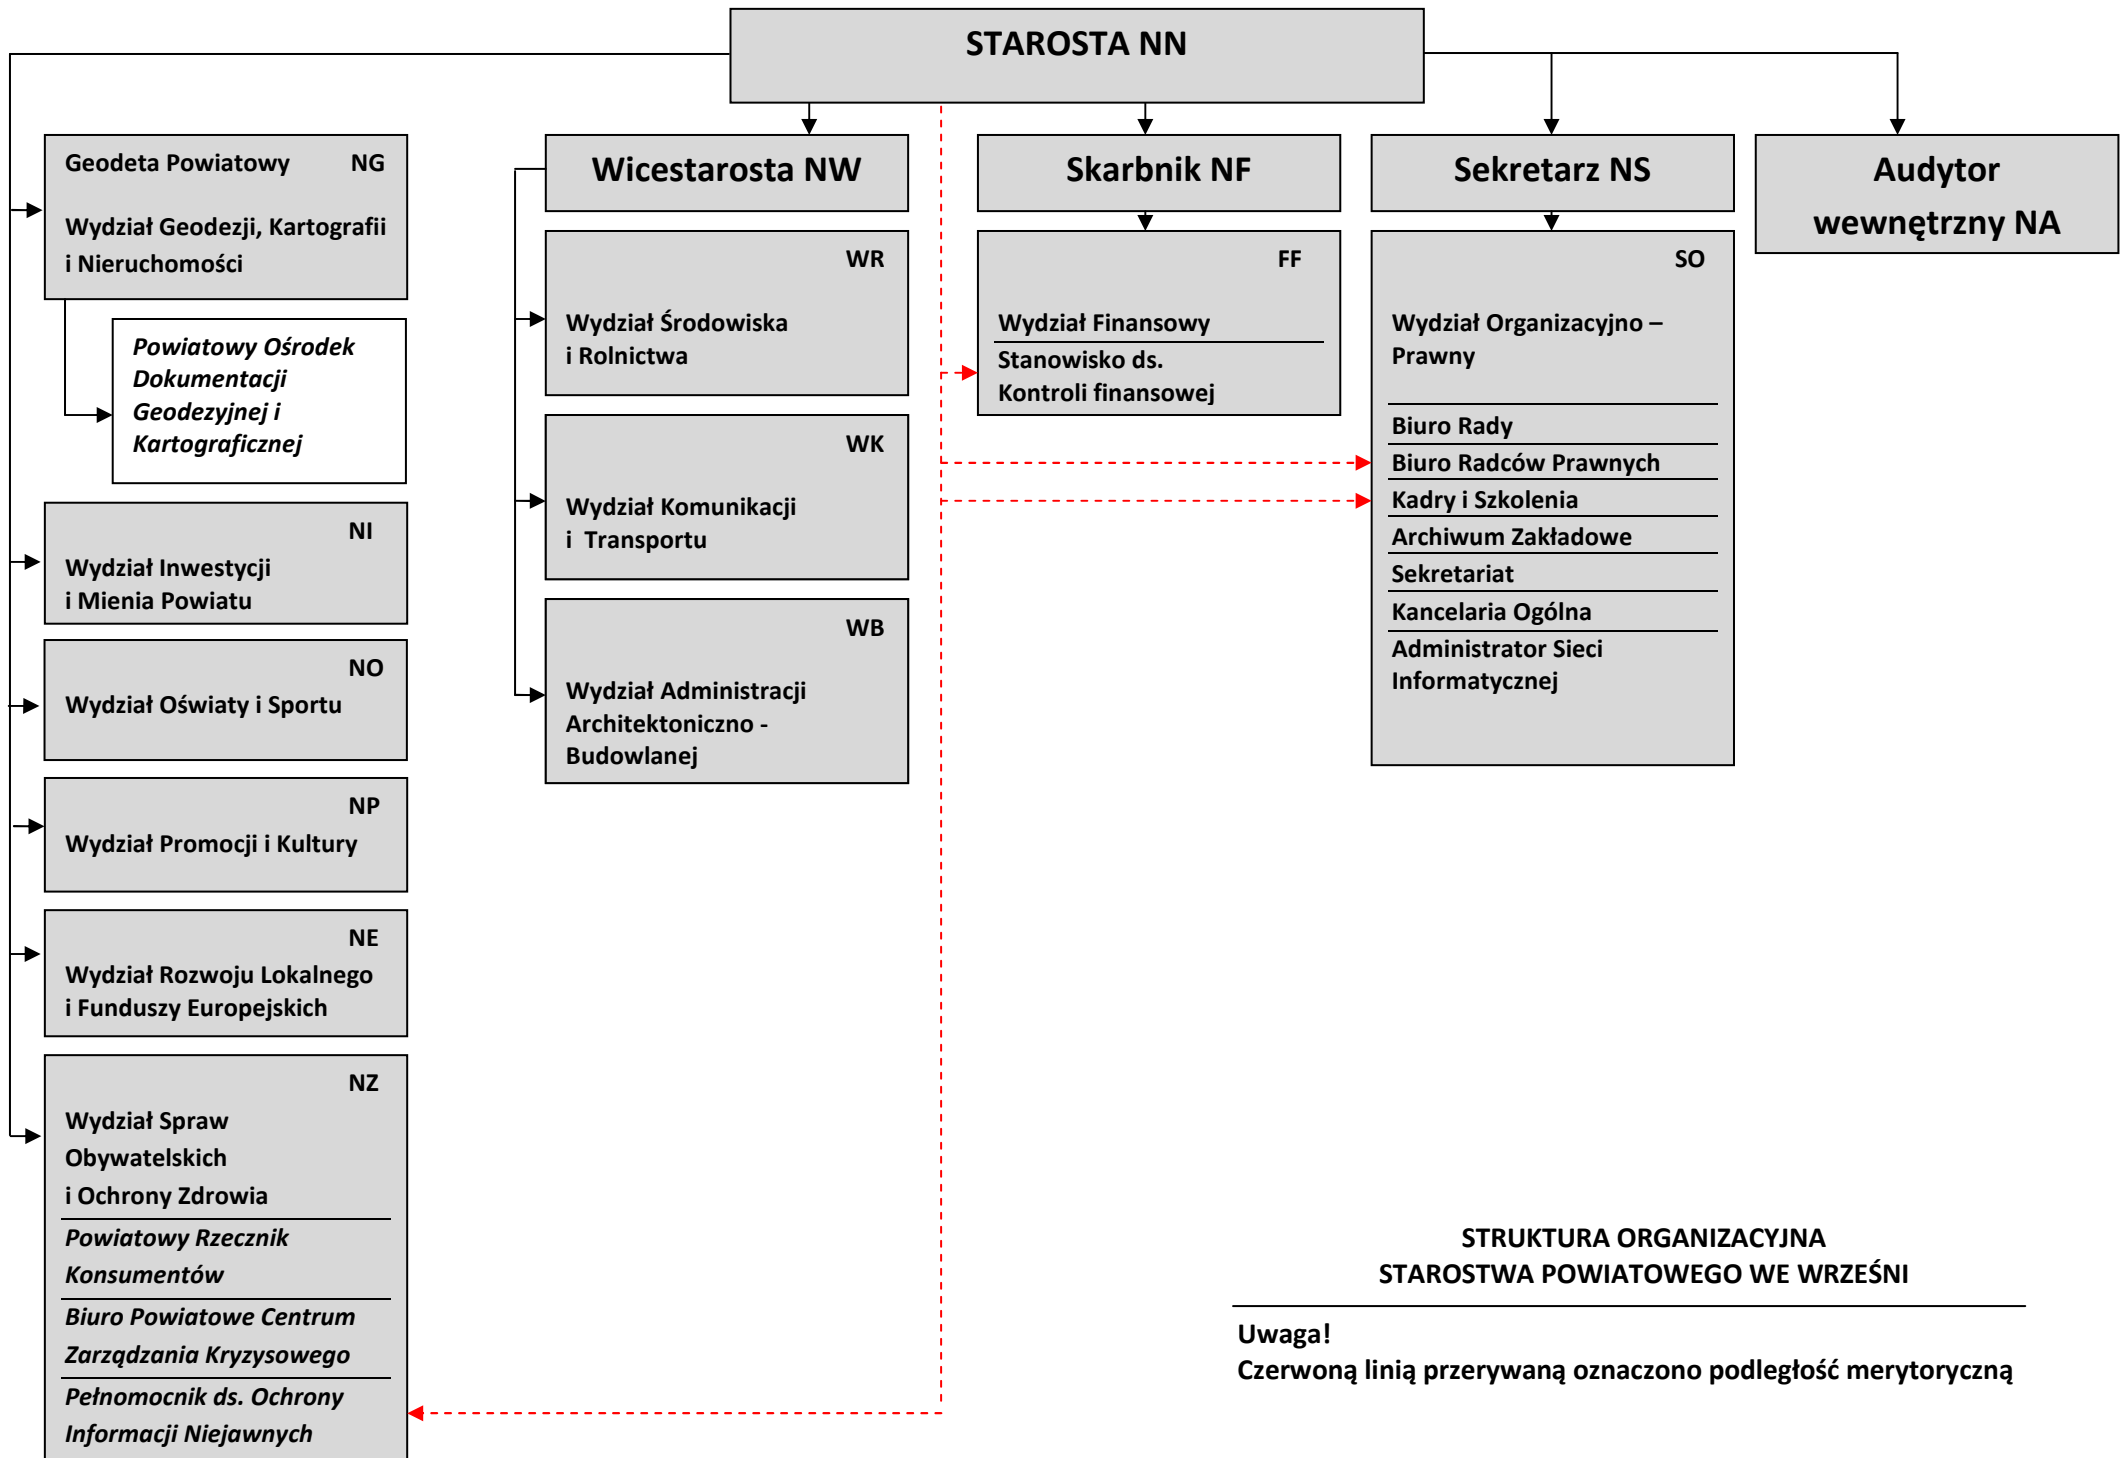 STAROSTA NN
Geodeta Powiatowy NG
Wydział Geodezji, Kartografii
i Nieruchomości
Powiatowy Ośrodek
Dokumentacji
Geodezyjnej i
Kartograficznej
NI
Wydział Inwestycji
i Mienia Powiatu
NO
Wydział Oświaty i Sportu
NP
Wydział Promocji i Kultury
NE
Wydział Rozwoju Lokalnego
i Funduszy Europejskich
NZ
Wydział Spraw
Obywatelskich
i Ochrony Zdrowia
Powiatowy Rzecznik
Konsumentów
Biuro Powiatowe Centrum
Zarządzania Kryzysowego
Pełnomocnik ds. Ochrony
Informacji Niejawnych
Wicestarosta NW
WR
Wydział Środowiska
i Rolnictwa
WK
Wydział Komunikacji
i Transportu
WB
Wydział Administracji
Architektoniczno -
Budowlanej
Skarbnik NF
FF
Wydział Finansowy
Stanowisko ds.
Kontroli finansowej
Sekretarz NS
SO
Wydział Organizacyjno –
Prawny
Biuro Rady
Biuro Radców Prawnych
Kadry i Szkolenia
Archiwum Zakładowe
Sekretariat
Kancelaria Ogólna
Administrator Sieci
Informatycznej
Audytor
wewnętrzny NA
STRUKTURA ORGANIZACYJNA
STAROSTWA POWIATOWEGO WE WRZEŚNI
Uwaga!
Czerwoną linią przerywaną oznaczono podległość merytoryczną